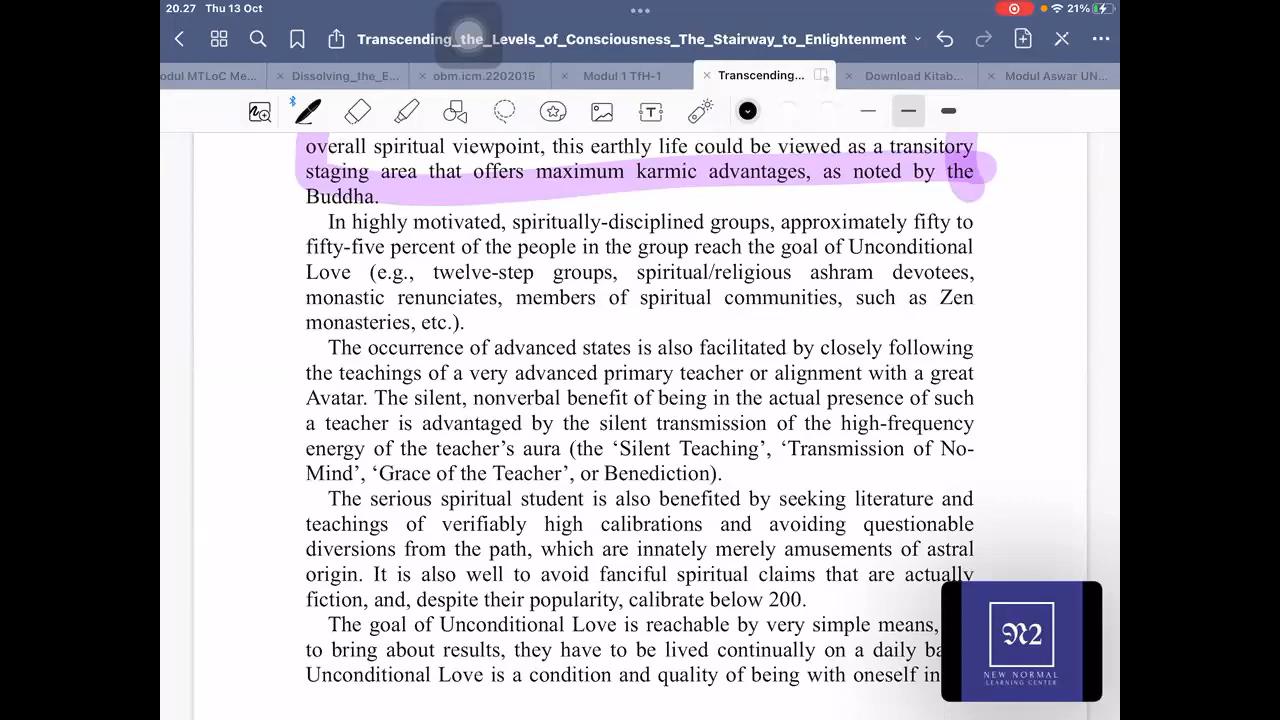 20.27 Thu 13 Oct
21%
Transcending_the_Levels_of_Consciousness_The_Stairway_to_Enlightenment
odul MTLoC Me... Dissolving_the_E... obm.icm.2202015 Modul 1 TfH-1 Transcending... Download Kitab... Modul Aswar UN...
overall spiritual viewpoint, this earthly life could be viewed as a transitory
staging area that offers maximum karmic advantages, as noted by the
Buddha.
In highly motivated, spiritually-disciplined groups, approximately fifty to
fifty-five percent of the people in the group reach the goal of Unconditional
Love (e.g., twelve-step groups, spiritual/religious ashram devotees,
monastic renunciates, members of spiritual communities, such as Zen
monasteries, etc.).
The occurrence of advanced states is also facilitated by closely following
the teachings of a very advanced primary teacher or alignment with a great
Avatar. The silent, nonverbal benefit of being in the actual presence of such
a teacher is advantaged by the silent transmission of the high-frequency
energy of the teacher’s aura (the ‘Silent Teaching’, ‘Transmission of No-
Mind’, ‘Grace of the Teacher’, or Benediction).
The serious spiritual student is also benefited by seeking literature and
teachings of verifiably high calibrations and avoiding questionable
diversions from the path, which are innately merely amusements of astral
origin. It is also well to avoid fanciful spiritual claims that are actually
fiction, and, despite their popularity, calibrate below 200.
The goal of Unconditional Love is reachable by very simple means,
to bring about results, they have to be lived continually on a daily
Unconditional Love is a condition and quality of being with oneself in
N2
NEW NORMAL
LEARNING CENTER